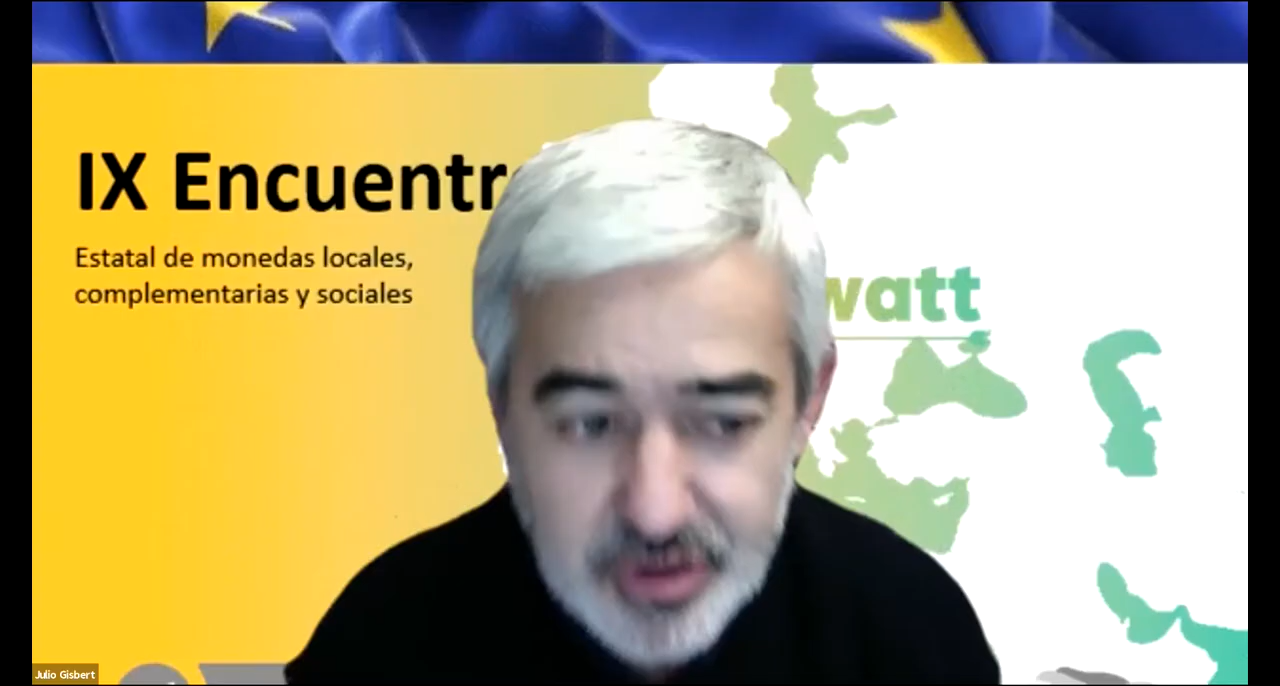 IX Encuentr
Estatal de monedas locales,
complementarias y sociales
watt
Julio Gisbert